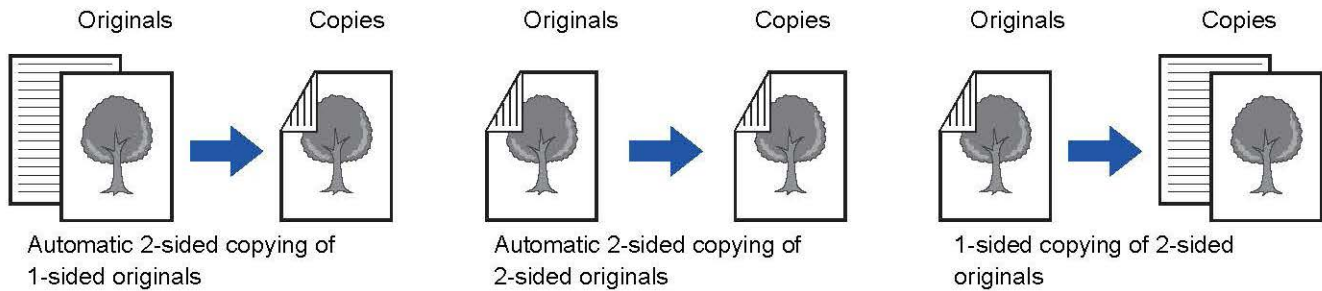 Originals Copies
Originals Copies
Originals Copies
Automatic 2-sided copying of
1-sided originals
Automatic 2-sided copying of
2-sided originals
1-sided copying of 2-sided
originals